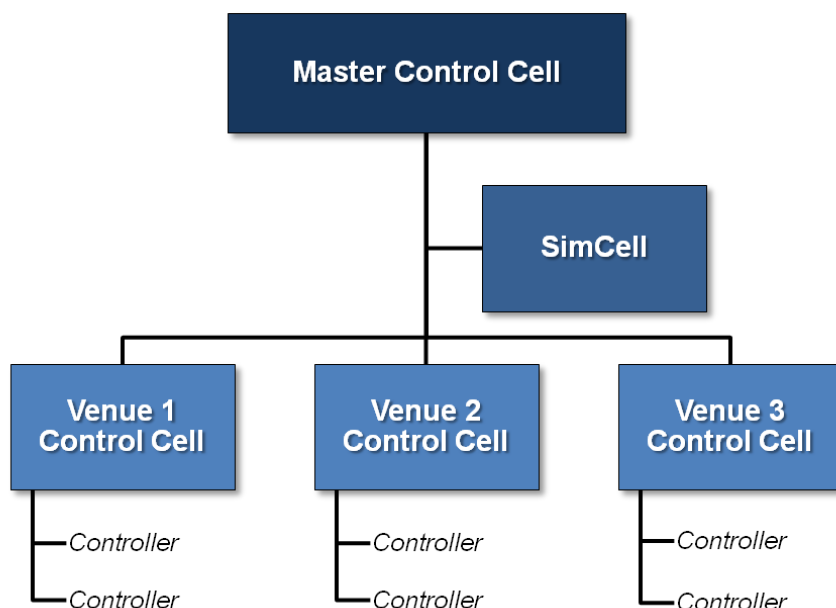 Master Control Cell
SimCell
Venue 1
Control Cell
Venue 2
Control Cell
Venue 3
Control Cell
Controller
Controller
Controller
Controller
Controller
Controller